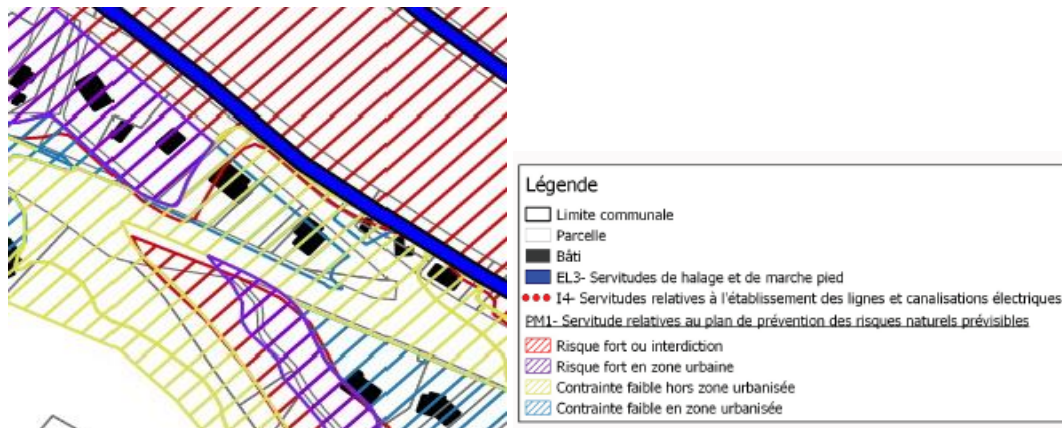 Légende
Limite communale
Parcelle
Bâti
EL3- Servitudes de halage et de marche pied
I4- Servitudes relatives à l'établissement des lignes et canalisations électriques
PM1- Servitude relatives au plan de prévention des risques naturels prévisibles
Risque fort ou interdiction
Risque fort en zone urbaine
Contrainte faible hors zone urbanisée
Contrainte faible en zone urbanisée